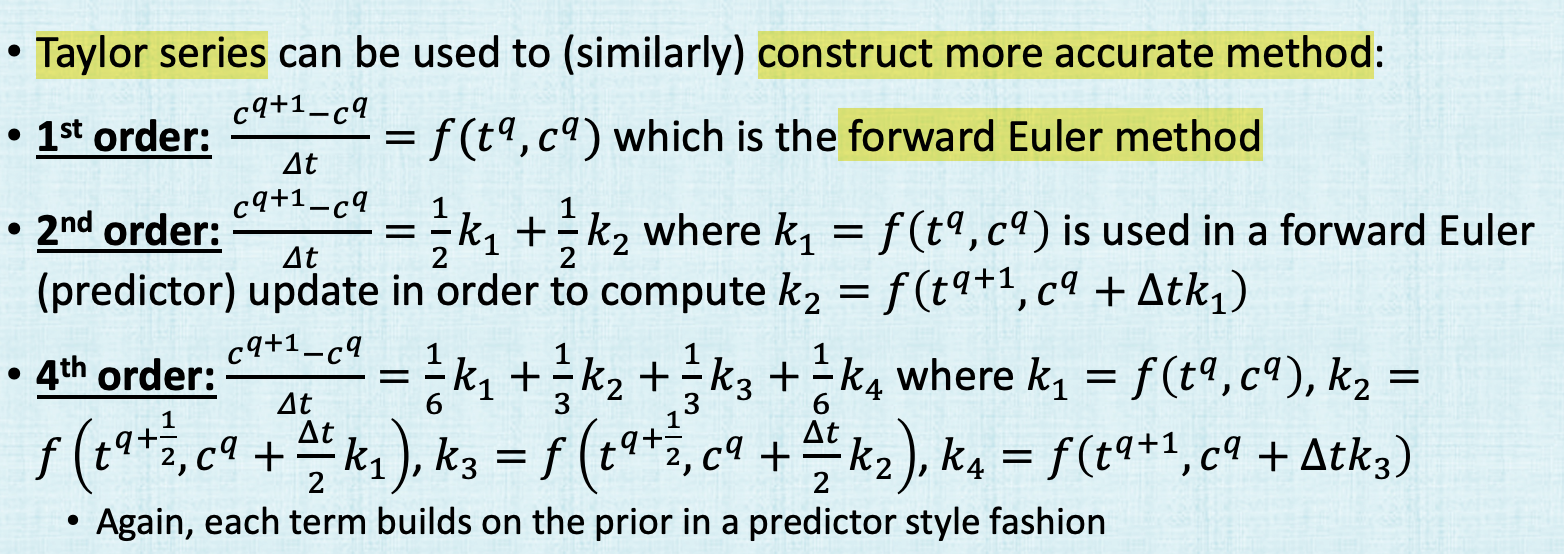 • Taylor series can be used to (similarly) construct more accurate method:
• 1st order: \frac{c^{q+1}-c^q}{\Delta t} = f(t^q, c^q) which is the forward Euler method
• 2nd order: \frac{c^{q+1}-c^q}{\Delta t} = \frac{1}{2}k_1 + \frac{1}{2}k_2 where k_1 = f(t^q, c^q) is used in a forward Euler
(predictor) update in order to compute k_2 = f(t^{q+1}, c^q + \Delta t k_1)
• 4th order: \frac{c^{q+1}-c^q}{\Delta t} = \frac{1}{6}k_1 + \frac{1}{3}k_2 + \frac{1}{3}k_3 + \frac{1}{6}k_4 where k_1 = f(t^q, c^q), k_2 =
f\left(t^{q+\frac{1}{2}}, c^q + \frac{\Delta t}{2}k_1\right), k_3 = f\left(t^{q+\frac{1}{2}}, c^q + \frac{\Delta t}{2}k_2\right), k_4 = f(t^{q+1}, c^q + \Delta t k_3)
• Again, each term builds on the prior in a predictor style fashion